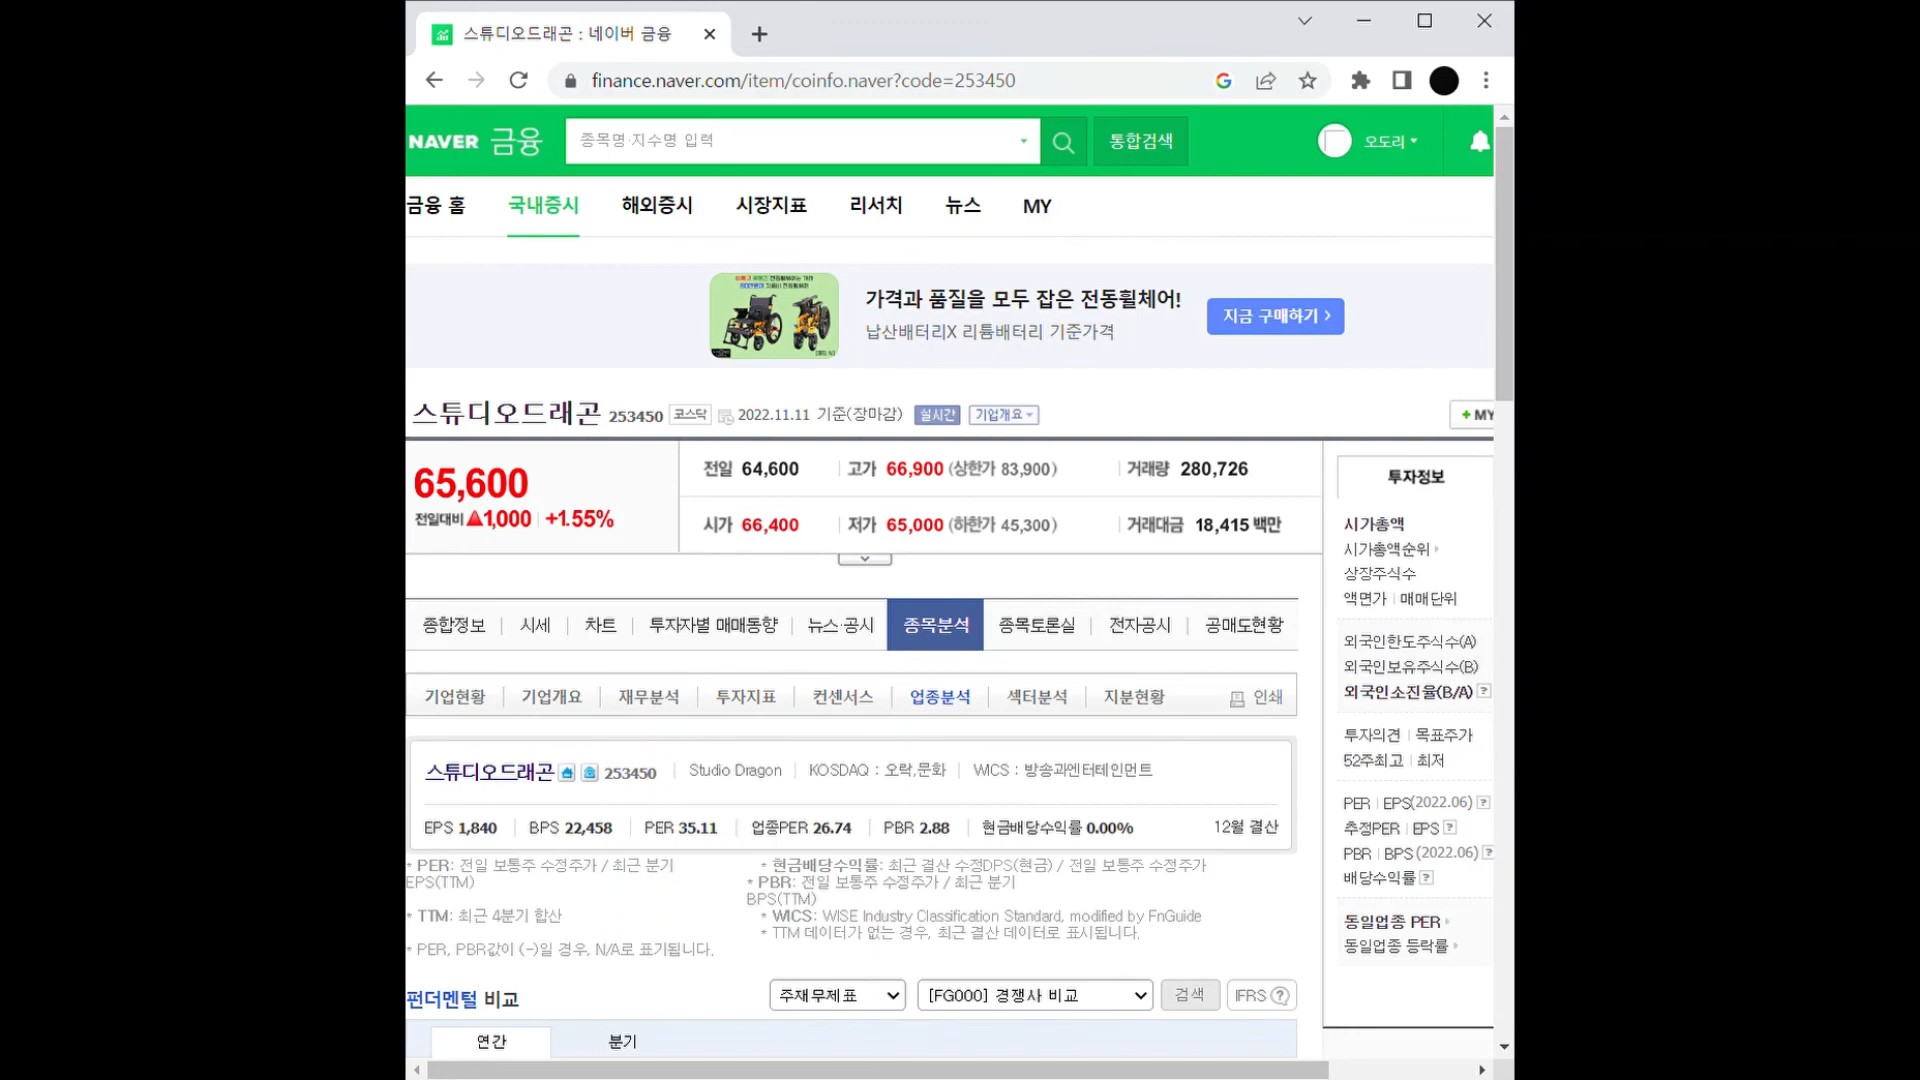 스튜디오드래곤 : 네이버 금융
finance.naver.com/item/coinfo.naver?code=253450
NAVER 금융 종목명·지수명 입력 통합검색 오도리
금융 홈 국내증시 해외증시 시장지표 리서치 뉴스 MY
가격과 품질을 모두 잡은 전동휠체어!
납산배터리X 리튬배터리 기준가격
지금 구매하기
스튜디오드래곤 253450 코스닥 2022.11.11 기준(장마감) 실시간 기업개요 + MY
65,600
전일대비 ▲1,000 +1.55%
전일 64,600 고가 66,900 (상한가 83,900) 거래량 280,726
시가 66,400 저가 65,000 (하한가 45,300) 거래대금 18,415 백만
종합정보 시세 차트 투자자별 매매동향 뉴스·공시 종목분석 종목토론실 전자공시 공매도현황
기업현황 기업개요 재무분석 투자지표 컨센서스 업종분석 섹터분석 지분현황 인쇄
스튜디오드래곤 253450 Studio Dragon KOSDAQ : 오락,문화 WICS : 방송과엔터테인먼트
EPS 1,840 BPS 22,458 PER 35.11 업종PER 26.74 PBR 2.88 현금배당수익률 0.00% 12월 결산
* PER: 전일 보통주 수정주가 / 최근 분기
EPS(TTM)
* 현금배당수익률: 최근 결산 수정DPS(현금) / 전일 보통주 수정주가
* PBR: 전일 보통주 수정주가 / 최근 분기
BPS(TTM)
* TTM: 최근 4분기 합산
* WICS: WISE Industry Classification Standard, modified by FnGuide
* TTM 데이터가 없는 경우, 최근 결산 데이터로 표시됩니다.
* PER, PBR값이 (-)일 경우, N/A로 표기됩니다.
펀더멘털 비교 주재무제표 [FG000] 경쟁사 비교 검색 IFRS ?
연간 분기
투자정보
시가총액
시가총액순위
상장주식수
액면가 매매단위
외국인한도주식수(A)
외국인보유주식수(B)
외국인소진율(B/A) ?
투자의견 목표주가
52주최고 최저
PER EPS(2022.06) ?
추정PER EPS ?
PBR BPS (2022.06) ?
배당수익률 ?
동일업종 PER
동일업종 등락률